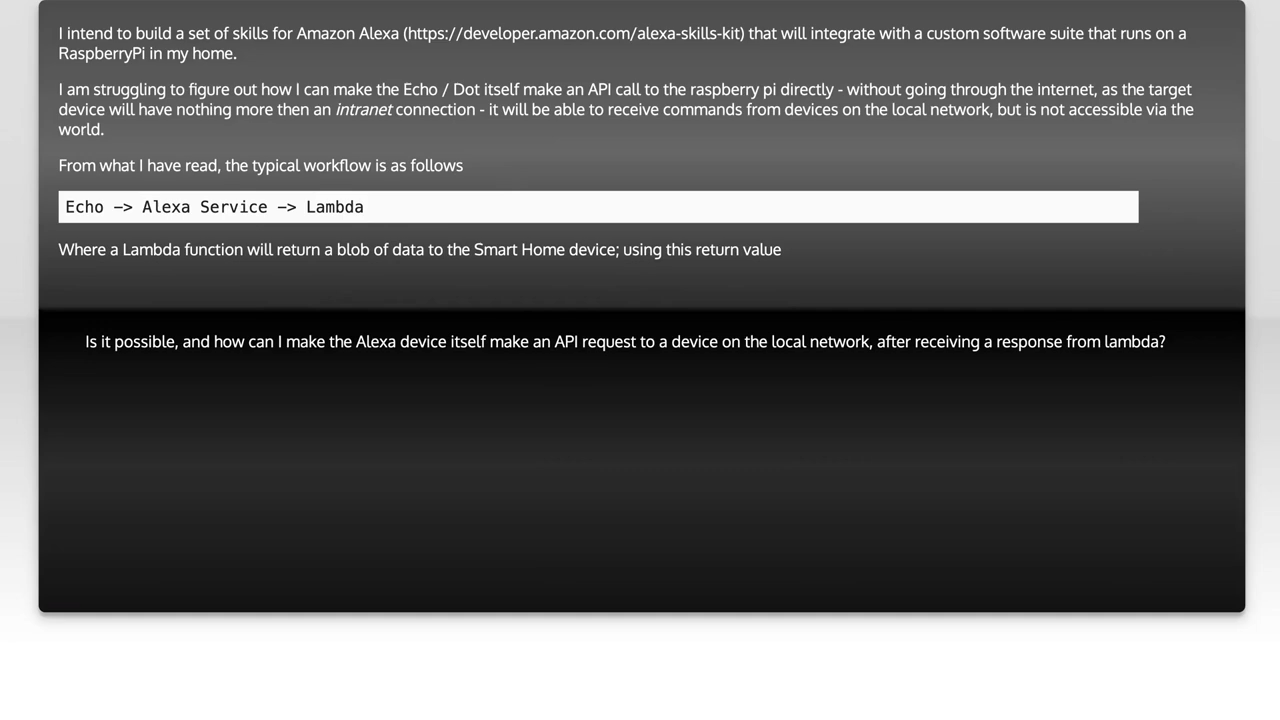 I intend to build a set of skills for Amazon Alexa (https://developer.amazon.com/alexa-skills-kit) that will integrate with a custom software suite that runs on a
RaspberryPi in my home.
I am struggling to figure out how I can make the Echo / Dot itself make an API call to the raspberry pi directly - without going through the internet, as the target
device will have nothing more then an intranet connection - it will be able to receive commands from devices on the local network, but is not accessible via the
world.
From what I have read, the typical workflow is as follows
Echo -> Alexa Service -> Lambda
Where a Lambda function will return a blob of data to the Smart Home device; using this return value
Is it possible, and how can I make the Alexa device itself make an API request to a device on the local network, after receiving a response from lambda?